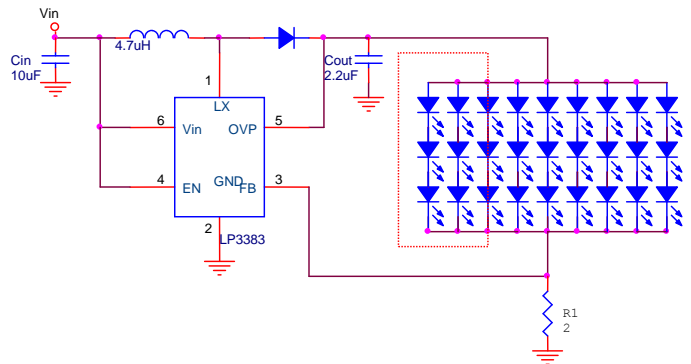 Vin
4.7uH
Cin
10uF
Cout
2.2uF
1
LX
6
Vin
OVP
5
4
EN
GND
FB
3
2
LP3383
R1
2